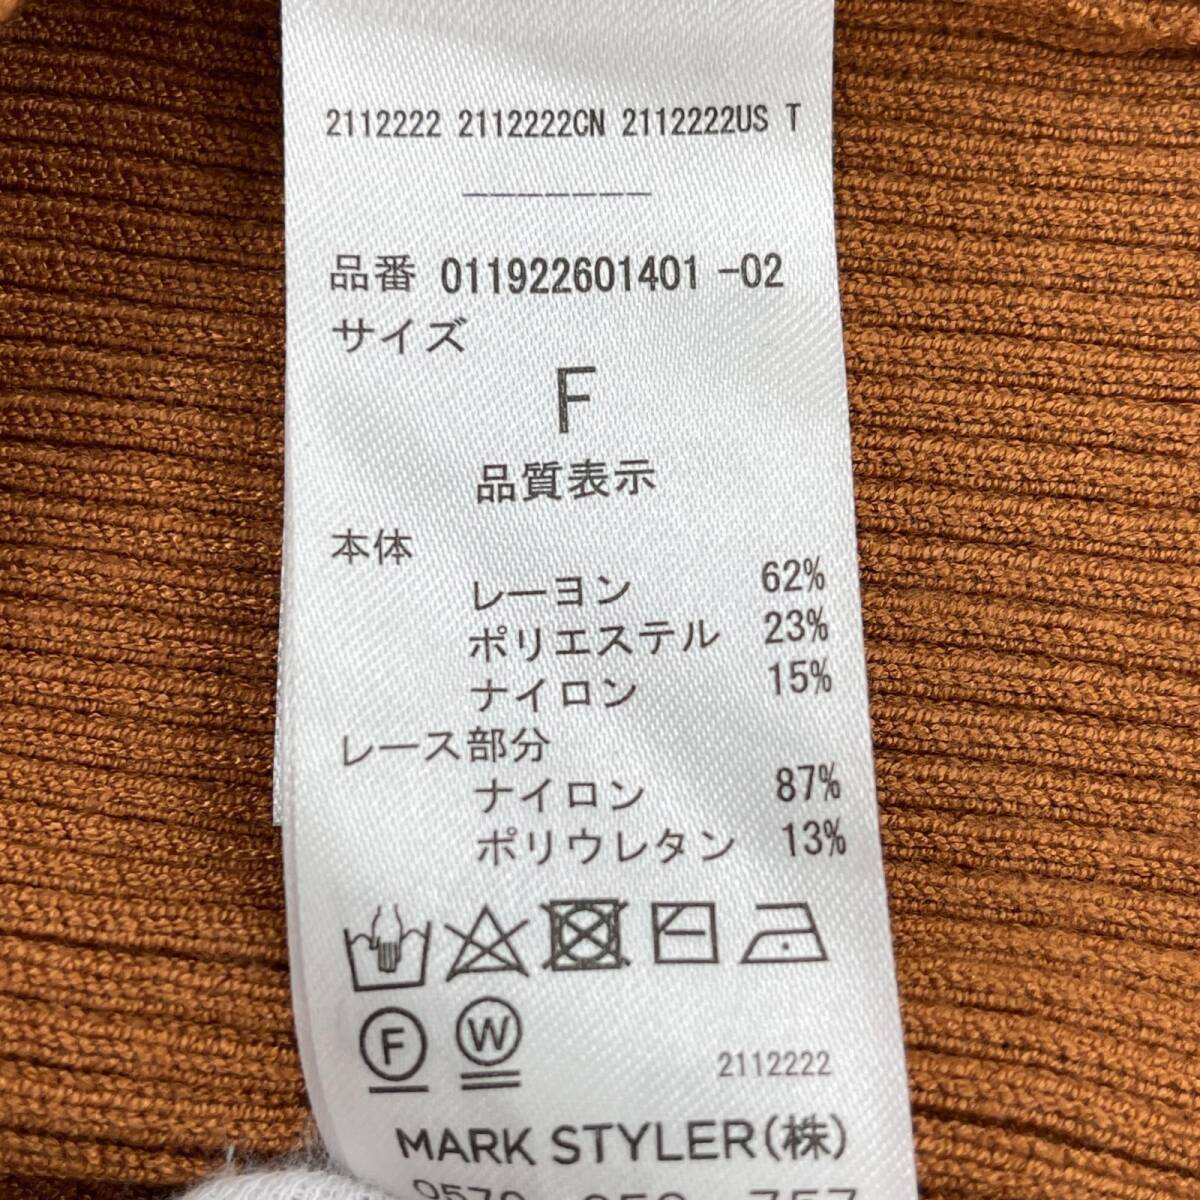 2112222 2112222CN 2112222US T
-------
品番 011922601401 -02
サイズ
F
品質表示
本体
レーヨン 62%
ポリエステル 23%
ナイロン 15%
レース部分
ナイロン 87%
ポリウレタン 13%
F W
2112222
MARK STYLER(株)